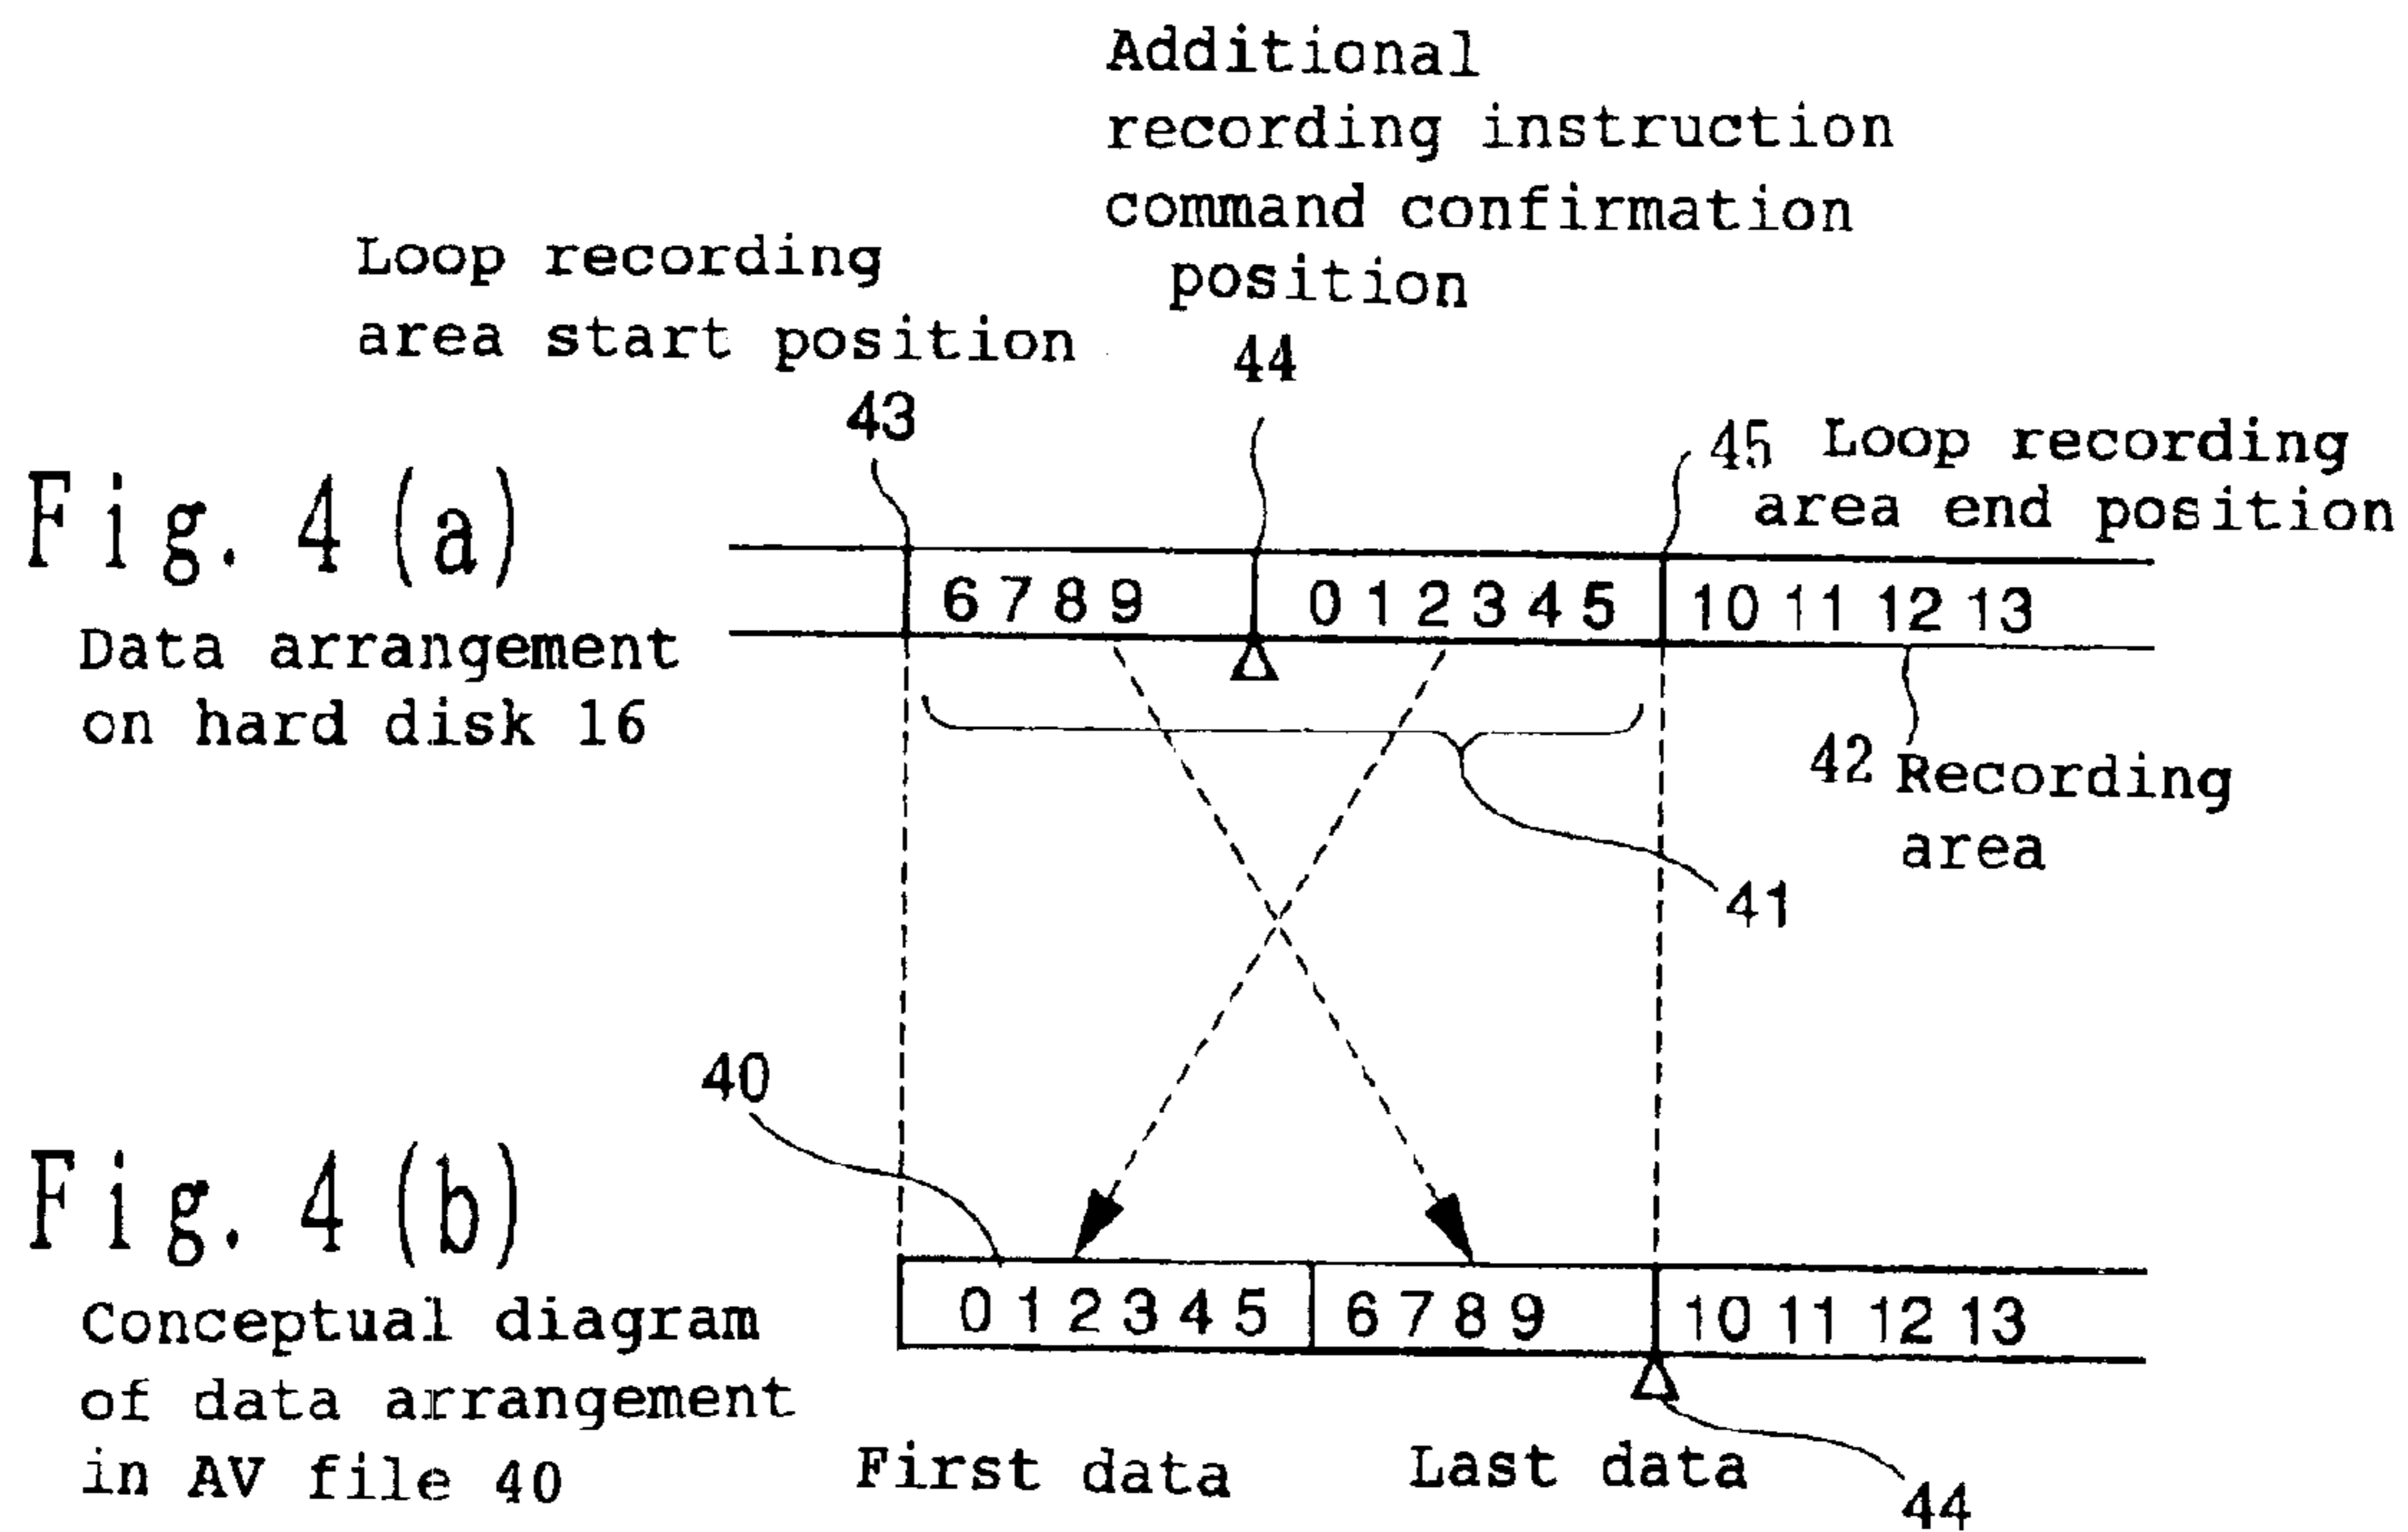 Additional
recording instruction
command confirmation
position
44
Loop recording
area start position
43
45 Loop recording
area end position
Fig. 4 (a)
6 7 8 9 0 1 2 3 4 5 10 11 12 13
Data arrangement
on hard disk 16
42 Recording
area
41
40
Fig. 4 (b)
0 1 2 3 4 5 6 7 8 9 10 11 12 13
Conceptual diagram
of data arrangement
in AV file 40
First data
Last data
44